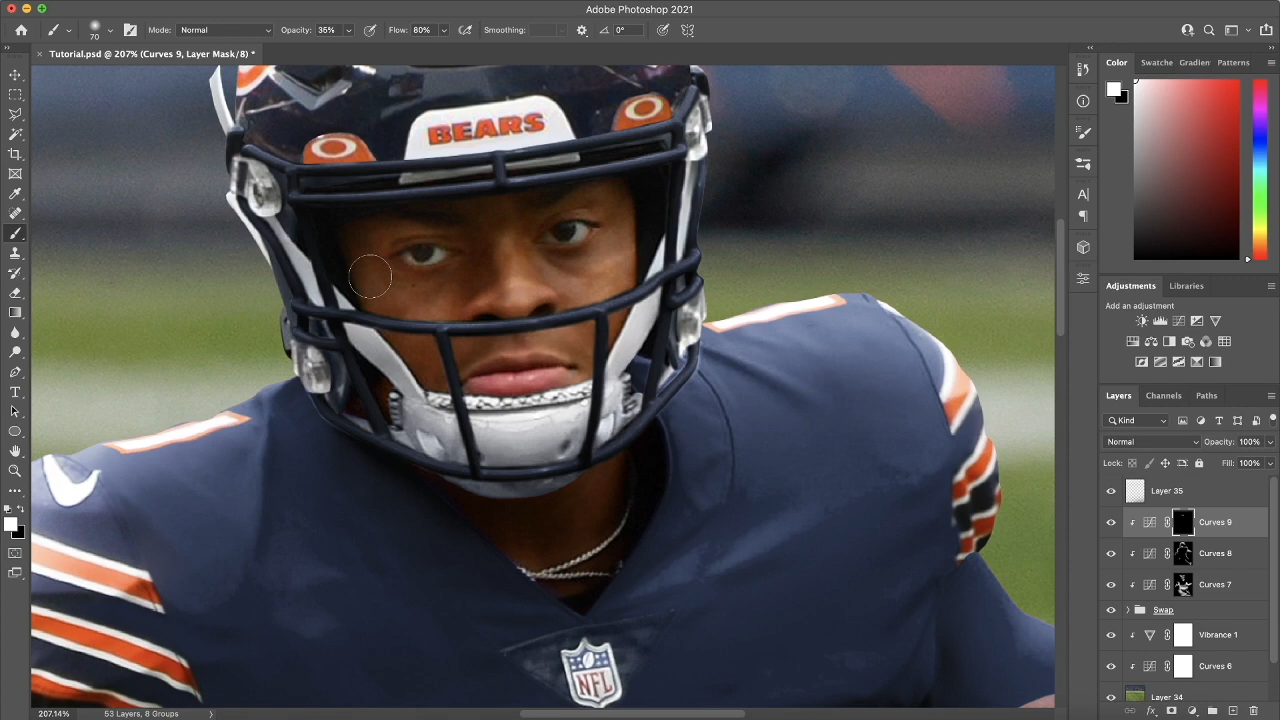 Adobe Photoshop 2021
70
Mode:
Normal
Opacity:
35%
Flow:
80%
Smoothing:
0°
× Tutorial.psd @ 207% (Curves 9, Layer Mask/8) *
BEARS
NFL
Color
Swatche
Gradien
Patterns
Adjustments
Libraries
Add an adjustment
Layers
Channels
Paths
Kind
Normal
Opacity: 100%
Lock:
Fill: 100%
Layer 35
Curves 9
Curves 8
Curves 7
Swap
Vibrance 1
Curves 6
Layer 34
fx
207.14%
53 Layers, 8 Groups